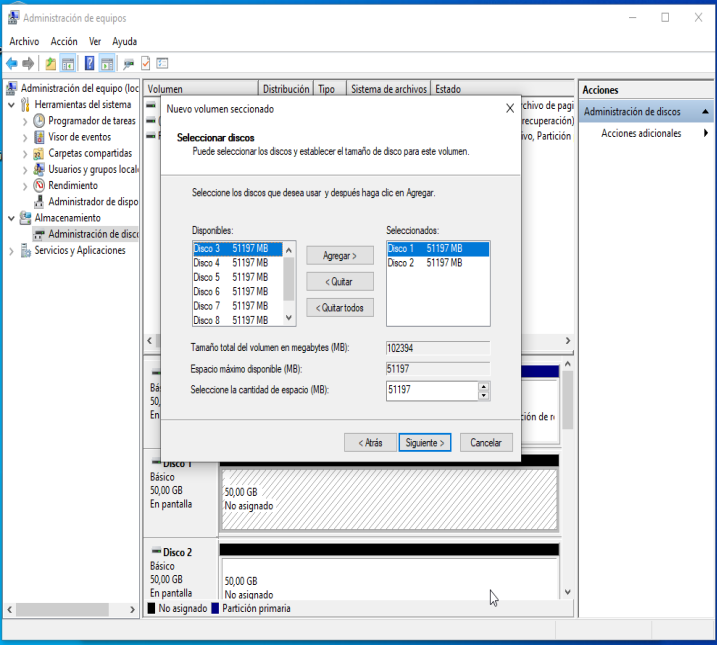 Administración de equipos
Archivo Acción Ver Ayuda
Administración del equipo (loc
Herramientas del sistema
Programador de tareas
Visor de eventos
Carpetas compartidas
Usuarios y grupos locale
Rendimiento
Administrador de dispo
Almacenamiento
Administración de disco
Servicios y Aplicaciones
Volumen Distribución Tipo Sistema de archivos Estado
rchivo de pagi
(
recuperación)
ivo, Partición
Acciones
Administración de discos
Acciones adicionales
Nuevo volumen seccionado
Seleccionar discos
Puede seleccionar los discos y establecer el tamaño de disco para este volumen.
Seleccione los discos que desea usar y después haga clic en Agregar.
Disponibles:
Disco 3 51197 MB
Disco 4 51197 MB
Disco 5 51197 MB
Disco 6 51197 MB
Disco 7 51197 MB
Disco 8 51197 MB
Agregar >
< Quitar
< Quitar todos
Seleccionados:
Disco 1 51197 MB
Disco 2 51197 MB
Tamaño total del volumen en megabytes (MB): 102394
Espacio máximo disponible (MB): 51197
Seleccione la cantidad de espacio (MB): 51197
< Atrás Siguiente > Cancelar
Bá
50,
En
ción de r
Disco 1
Básico
50,00 GB
En pantalla
50,00 GB
No asignado
Disco 2
Básico
50,00 GB
En pantalla
50,00 GB
No asignado
No asignado Partición primaria